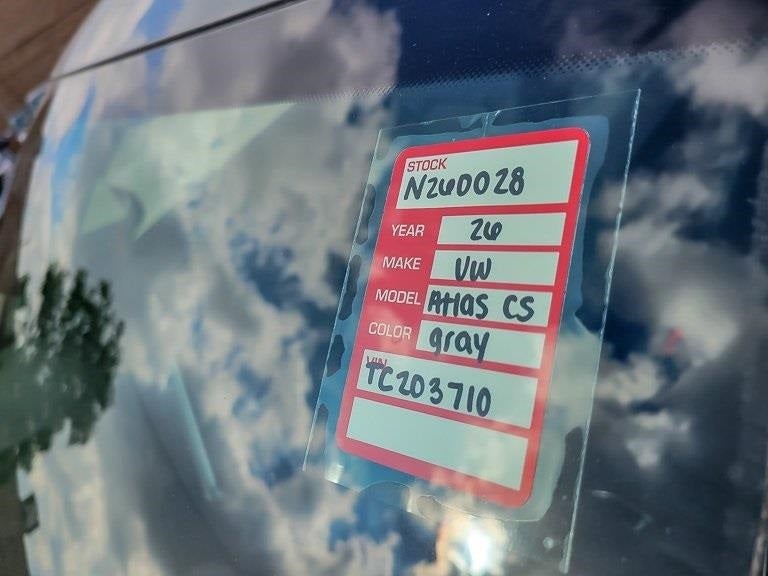 STOCK
N260028
YEAR 26
MAKE VW
MODEL Atlas CS
COLOR gray
VIN
TC203710